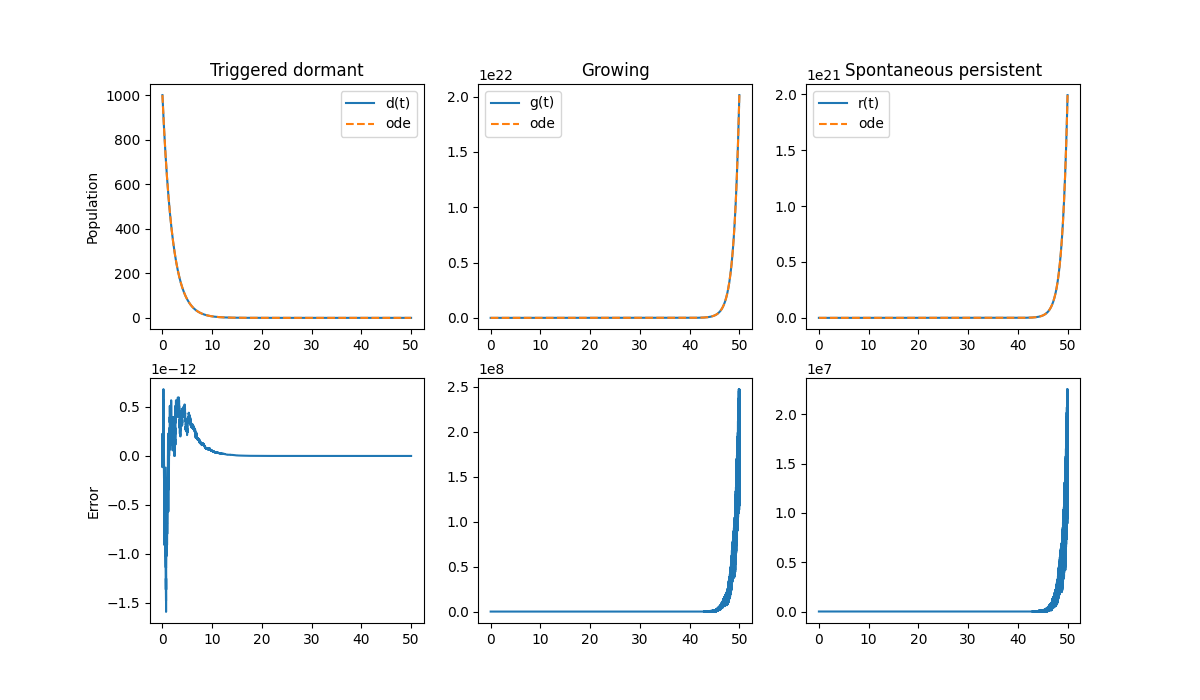 Triggered dormant
1000
800
600
400
200
0
Population
d(t)
ode
0 10 20 30 40 50
Growing
1e22
2.0
1.5
1.0
0.5
0.0
g(t)
ode
0 10 20 30 40 50
Spontaneous persistent
1e21
2.0
1.5
1.0
0.5
0.0
r(t)
ode
0 10 20 30 40 50
1e−12
0.5
0.0
−0.5
−1.0
−1.5
Error
0 10 20 30 40 50
1e8
2.5
2.0
1.5
1.0
0.5
0.0
0 10 20 30 40 50
1e7
2.0
1.5
1.0
0.5
0.0
0 10 20 30 40 50